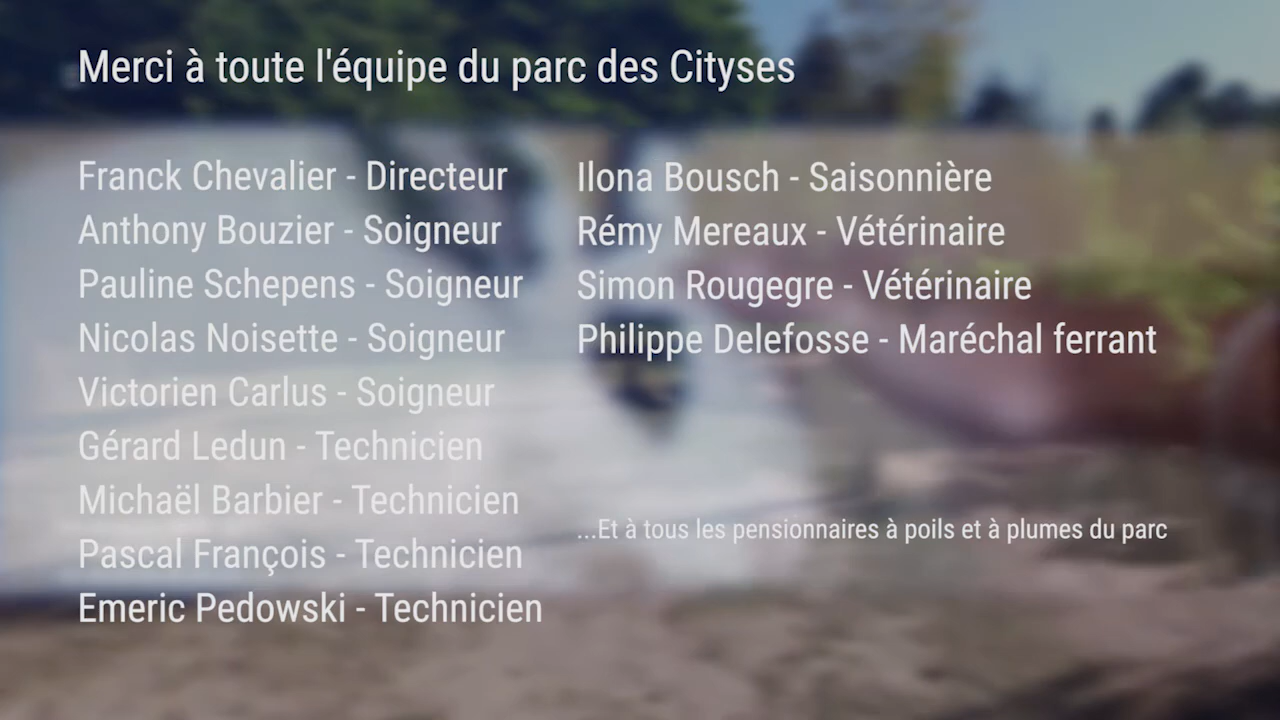 Merci à toute l'équipe du parc des Cityses
Franck Chevalier - Directeur
Anthony Bouzier - Soigneur
Pauline Schepens - Soigneur
Nicolas Noisette - Soigneur
Victorien Carlus - Soigneur
Gérard Ledun - Technicien
Michaël Barbier - Technicien
Pascal François - Technicien
Emeric Pedowski - Technicien
Ilona Bousch - Saisonnière
Rémy Mereaux - Vétérinaire
Simon Rougegre - Vétérinaire
Philippe Delefosse - Maréchal ferrant
...Et à tous les pensionnaires à poils et à plumes du parc